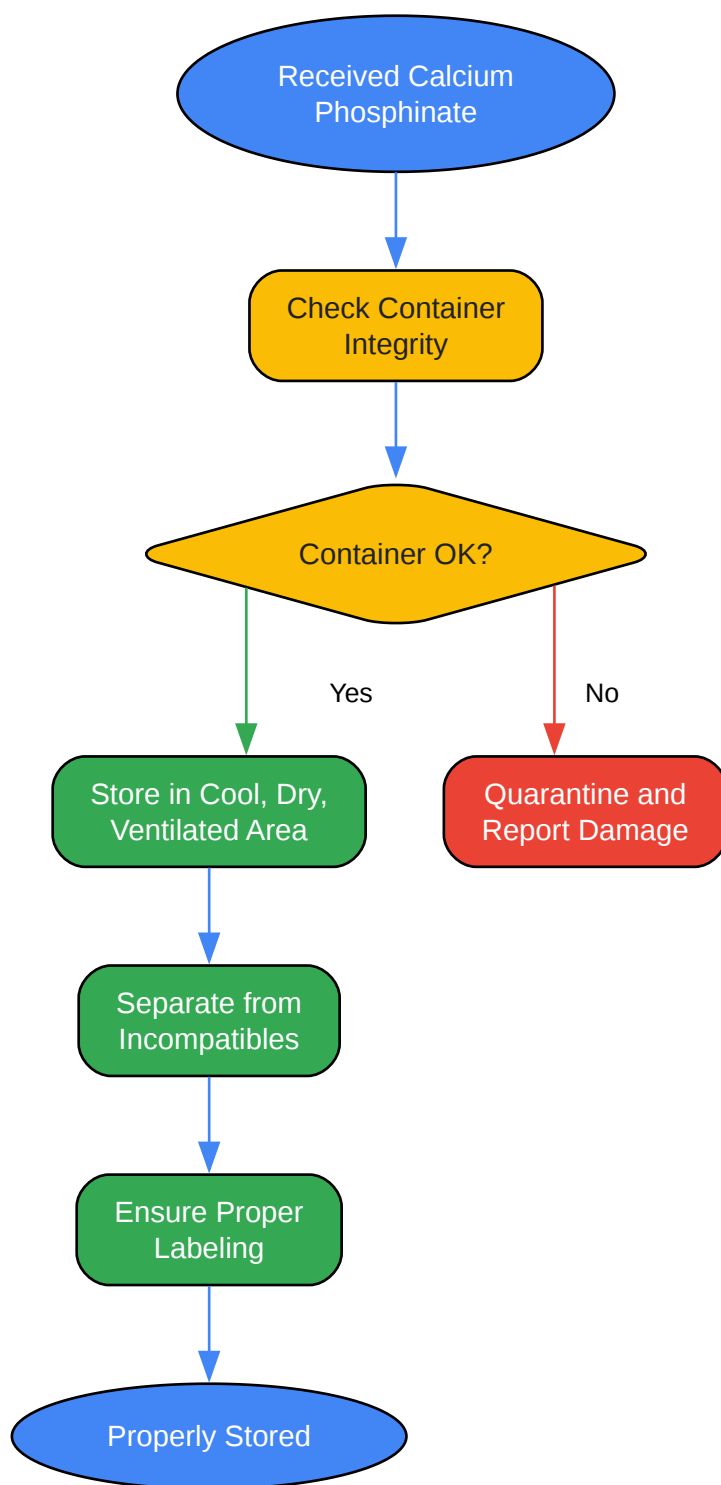 Received Calcium
Phosphinate
Check Container
Integrity
Container OK?
Yes
No
Store in Cool, Dry,
Ventilated Area
Quarantine and
Report Damage
Separate from
Incompatibles
Ensure Proper
Labeling
Properly Stored